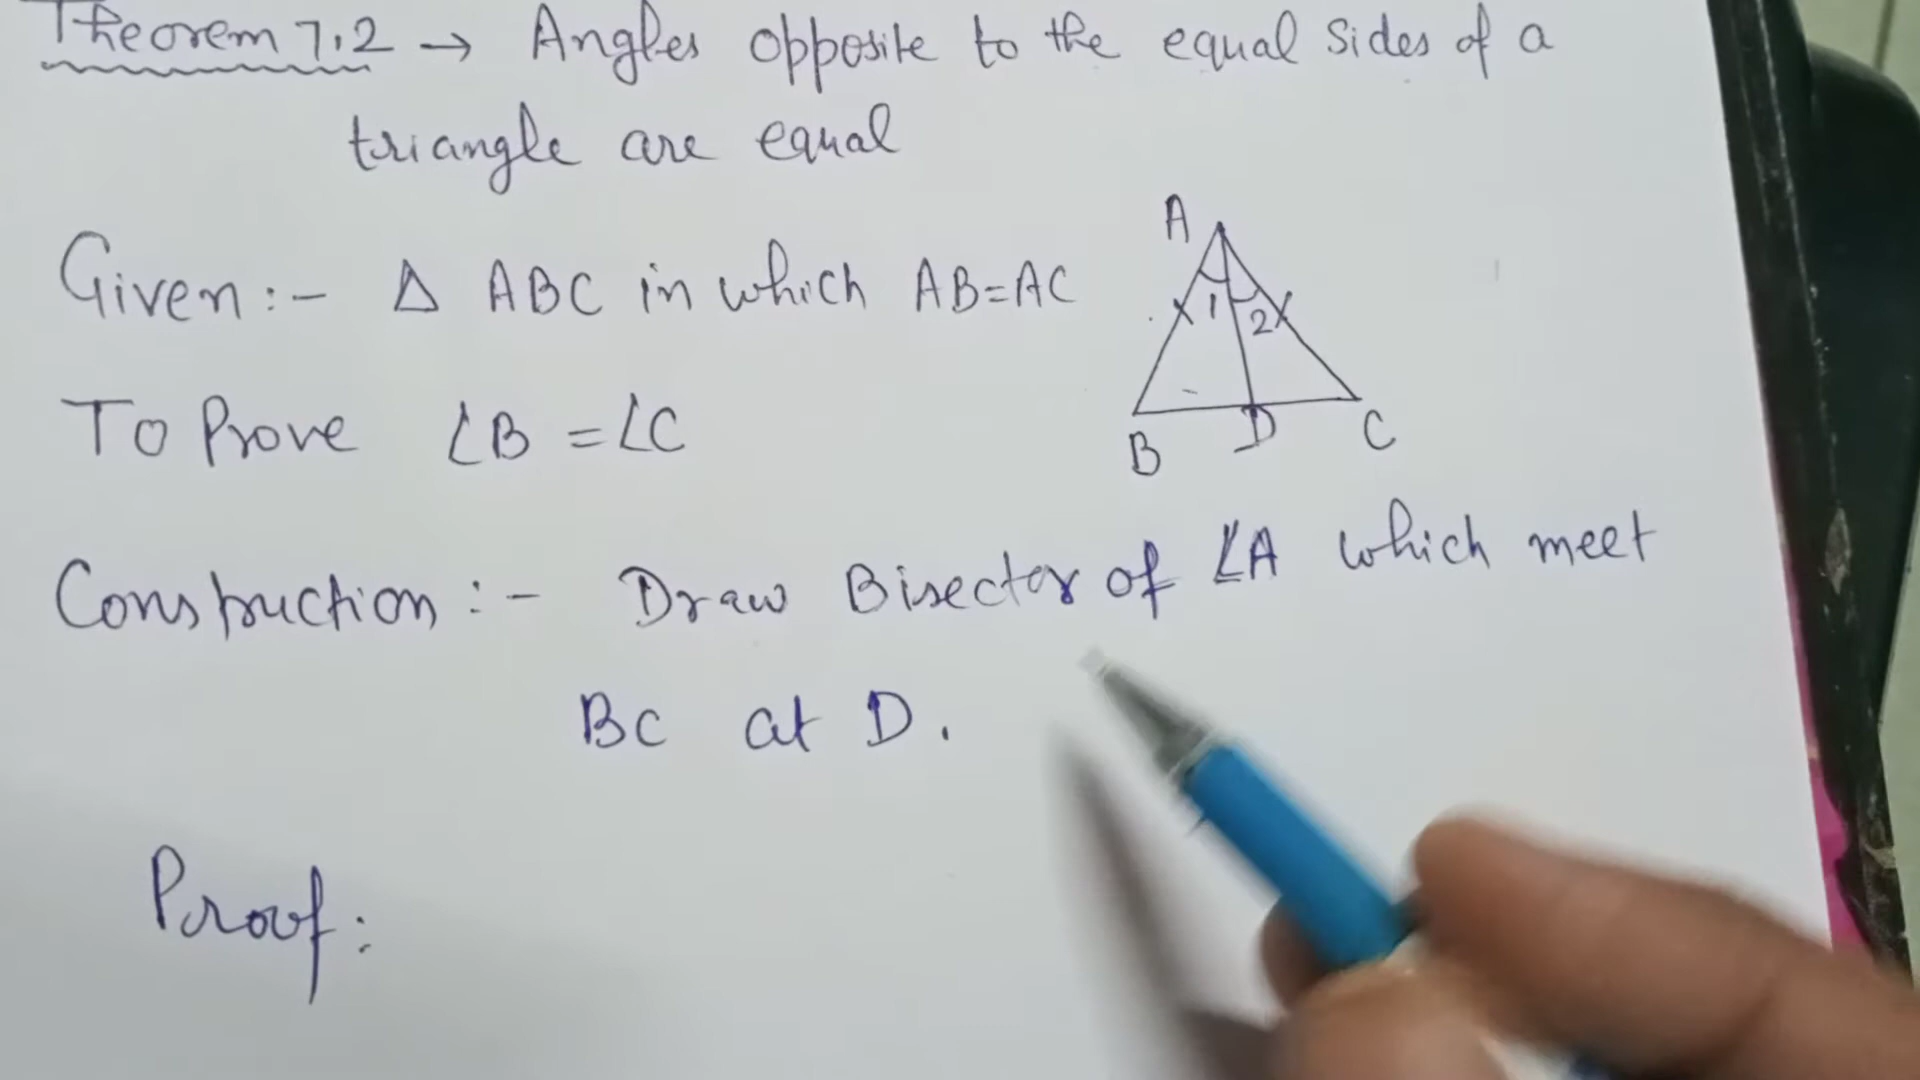 Theorem 7.2 → Angles opposite to the equal sides of a
triangle are equal
Given:- △ ABC in which AB=AC
To Prove ∠B = ∠C
A
1
2
B
D
C
Construction:- Draw Bisector of ∠A which meet
BC at D.
Proof: